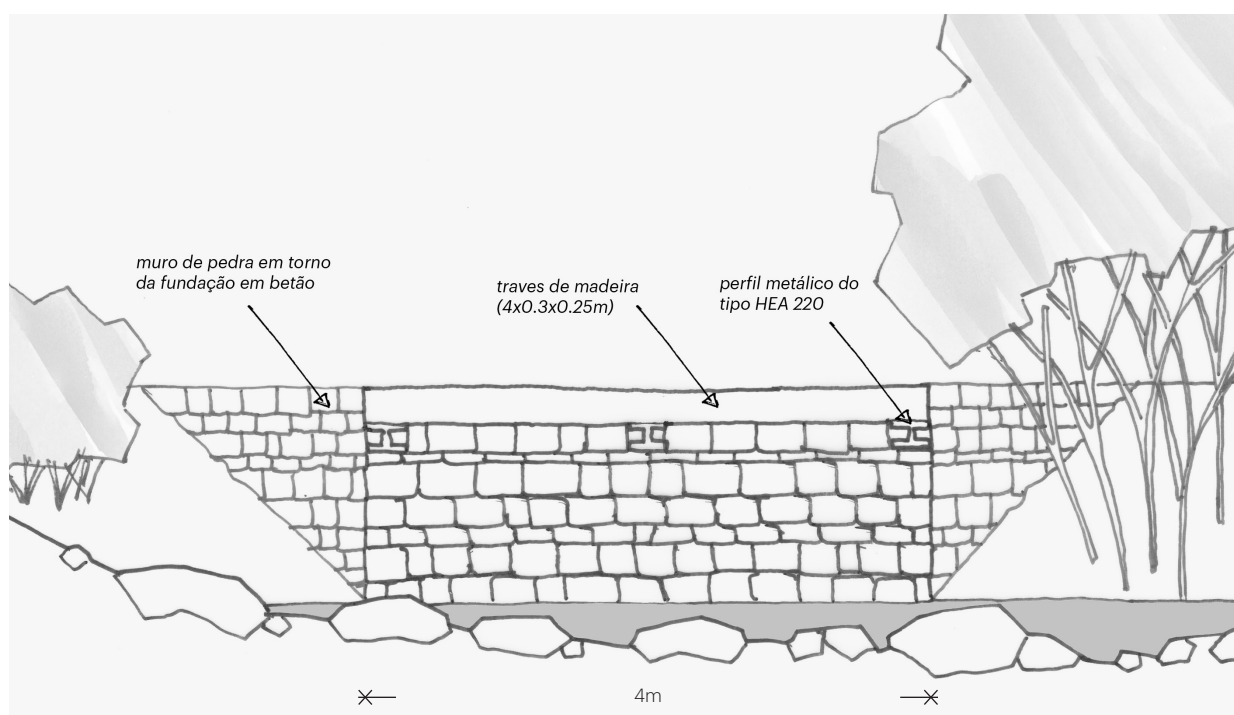 muro de pedra em torno
da fundação em betão
traves de madeira
(4x0.3x0.25m)
perfil metálico do
tipo HEA 220
4m